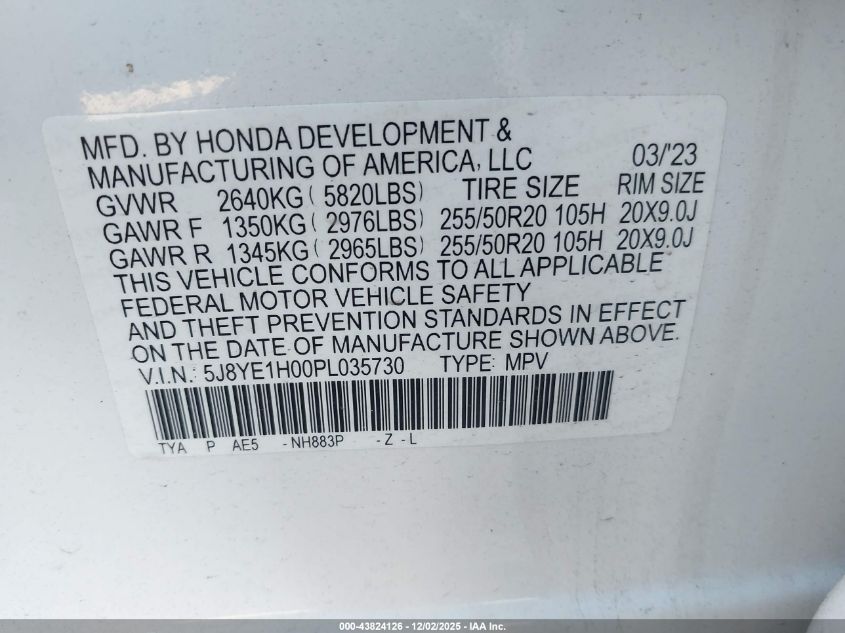 MFD. BY HONDA DEVELOPMENT &
MANUFACTURING OF AMERICA, LLC 03/'23
GVWR 2640KG ( 5820LBS) TIRE SIZE RIM SIZE
GAWR F 1350KG ( 2976LBS) 255/50R20 105H 20X9.0J
GAWR R 1345KG ( 2965LBS) 255/50R20 105H 20X9.0J
THIS VEHICLE CONFORMS TO ALL APPLICABLE
FEDERAL MOTOR VEHICLE SAFETY
AND THEFT PREVENTION STANDARDS IN EFFECT
ON THE DATE OF MANUFACTURE SHOWN ABOVE.
V.I.N.: 5J8YE1H00PL035730 TYPE: MPV
TYA P AE5 -NH883P -Z -L
000-43824126 - 12/02/2025 - IAA Inc.